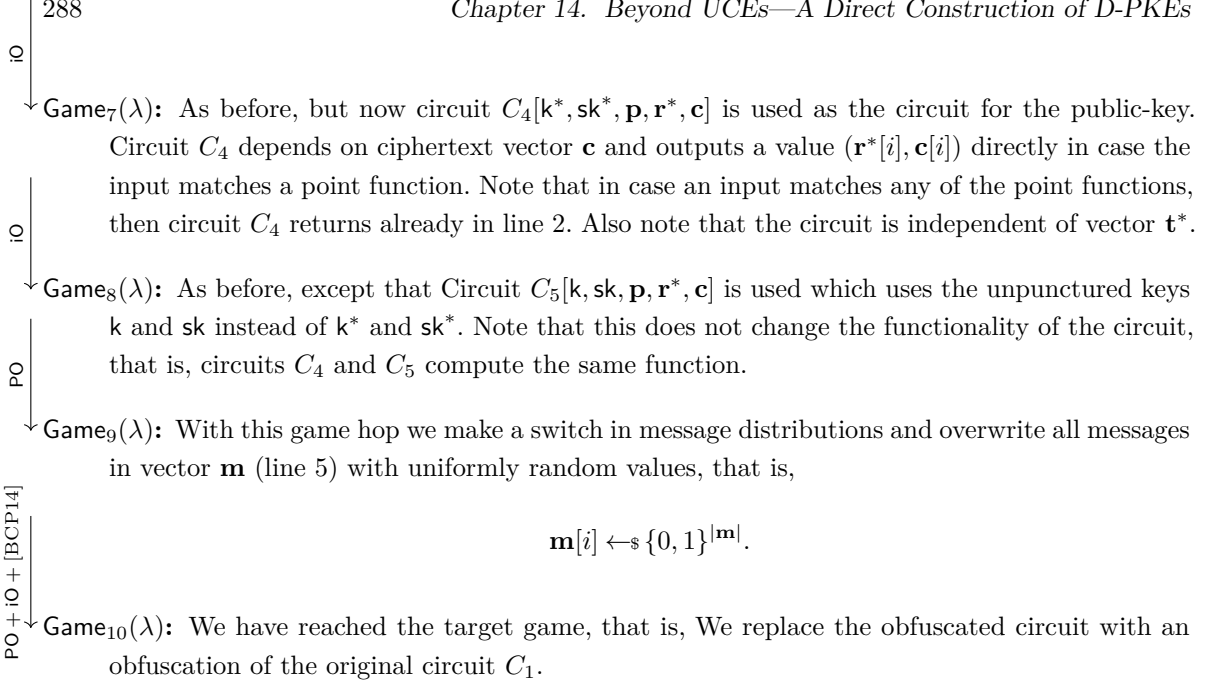 288 Chapter 14. Beyond UCEs—A Direct Construction of D-PKEs
iO
Game₇(λ): As before, but now circuit C₄[k*, sk*, p, r*, c] is used as the circuit for the public-key.
Circuit C₄ depends on ciphertext vector c and outputs a value (r*[i], c[i]) directly in case the
input matches a point function. Note that in case an input matches any of the point functions,
then circuit C₄ returns already in line 2. Also note that the circuit is independent of vector t*.
iO
Game₈(λ): As before, except that Circuit C₅[k, sk, p, r*, c] is used which uses the unpunctured keys
k and sk instead of k* and sk*. Note that this does not change the functionality of the circuit,
that is, circuits C₄ and C₅ compute the same function.
PO
Game₉(λ): With this game hop we make a switch in message distributions and overwrite all messages
in vector m (line 5) with uniformly random values, that is,
m[i] ←$ {0, 1}^|m|.
PO + iO + [BCP14]
Game₁₀(λ): We have reached the target game, that is, We replace the obfuscated circuit with an
obfuscation of the original circuit C₁.